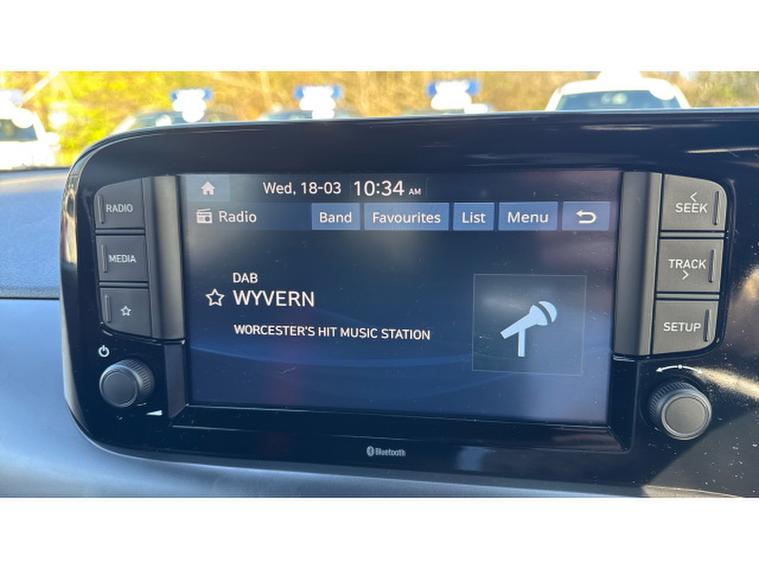 Wed, 18-03 10:34 AM
Radio Band Favourites List Menu
DAB
WYVERN
WORCESTER'S HIT MUSIC STATION
RADIO
MEDIA
SEEK
TRACK
SETUP
Bluetooth